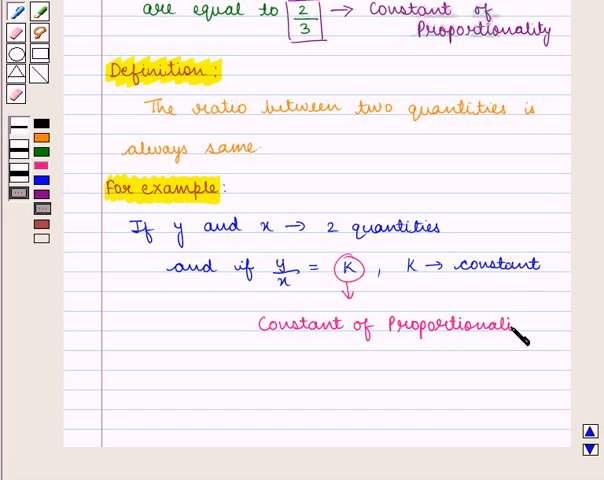 are equal to 2/3 → Constant of
Proportionality
Definition:
The ratio between two quantities is
always same.
For example:
If y and x → 2 quantities
and if y/x = K, K → constant
Constant of Proportionali